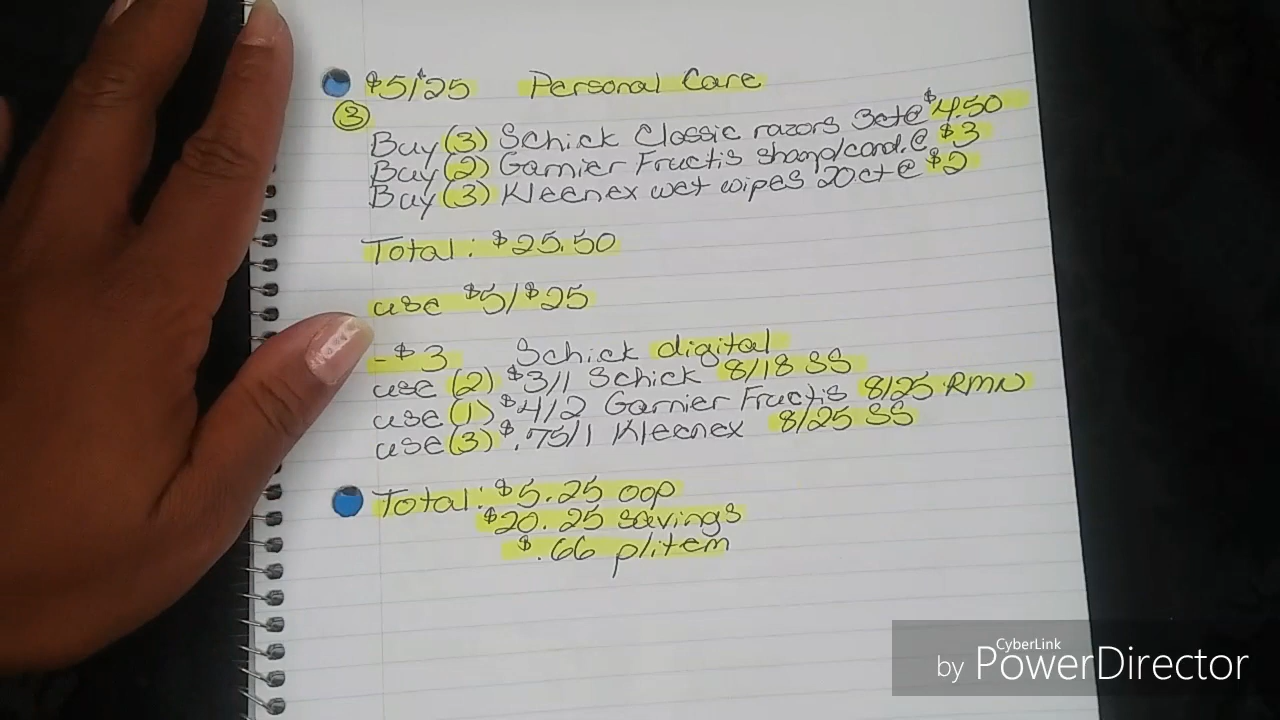 $5/$25 Personal Care
3
Buy (3) Schick Classic razors 3ct @ $4.50
Buy (2) Garnier Fructis shamp/cond. @ $3
Buy (3) Kleenex wet wipes 20ct @ $2
Total: $25.50
use $5/$25
-$3 Schick digital
use (2) $3/1 Schick 8/18 SS
use (1) $4/2 Garnier Fructis 8/25 RMN
use (3) $.75/1 Kleenex 8/25 SS
Total: $5.25 oop
$20.25 savings
$.66 p/item
CyberLink
by PowerDirector